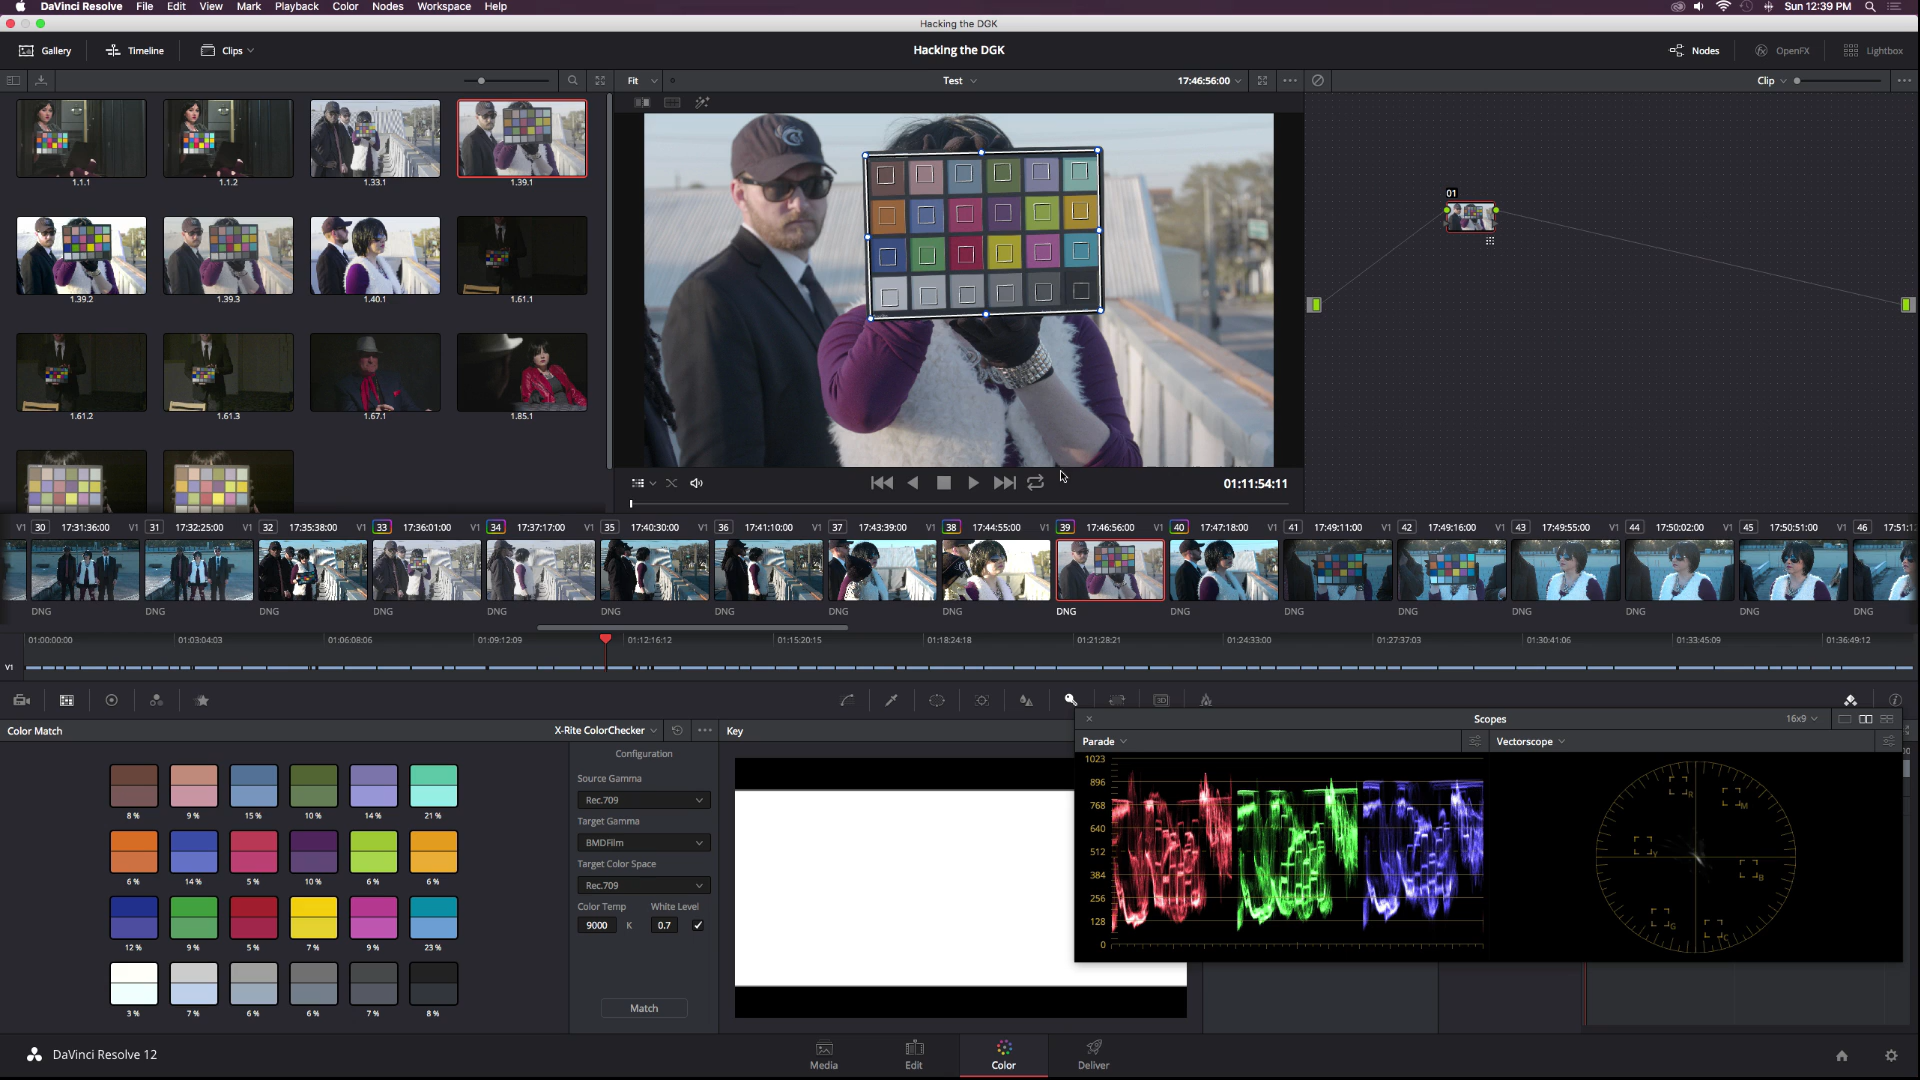 DaVinci Resolve File Edit View Mark Playback Color Nodes Workspace Help Sun 12:39 PM
Hacking the DGK
Gallery Timeline Clips Hacking the DGK Nodes OpenFX Lightbox
Fit Test 17:46:56:00 Clip
1.1.1 1.1.2 1.33.1 1.39.1
01
1.39.2 1.39.3 1.40.1 1.61.1
1.61.2 1.61.3 1.67.1 1.85.1
01:11:54:11
V1 30 17:31:36:00 V1 31 17:32:25:00 V1 32 17:35:38:00 V1 33 17:36:01:00 V1 34 17:37:17:00 V1 35 17:40:30:00 V1 36 17:41:10:00 V1 37 17:43:39:00 V1 38 17:44:55:00 V1 39 17:46:56:00 V1 40 17:47:18:00 V1 41 17:49:11:00 V1 42 17:49:16:00 V1 43 17:49:55:00 V1 44 17:50:02:00 V1 45 17:50:51:00 V1 46 17:51:1
DNG DNG DNG DNG DNG DNG DNG DNG DNG DNG DNG DNG DNG DNG DNG DNG DNG
01:00:00:00 01:03:04:03 01:06:08:06 01:09:12:09 01:12:16:12 01:15:20:15 01:18:24:18 01:21:28:21 01:24:33:00 01:27:37:03 01:30:41:06 01:33:45:09 01:36:49:12
V1
3D
Color Match X-Rite ColorChecker Key
Scopes 16x9
Parade Vectorscope
Configuration
Source Gamma
Rec.709
Target Gamma
BMDFilm
Target Color Space
Rec.709
Color Temp White Level
9000 K 0.7
Match
8 % 9 % 15 % 10 % 14 % 21 %
6 % 14 % 5 % 10 % 6 % 6 %
12 % 9 % 5 % 7 % 9 % 23 %
3 % 7 % 6 % 6 % 7 % 8 %
1023
896
768
640
512
384
256
128
0
R M
Y B
G C
DaVinci Resolve 12 Media Edit Color Deliver